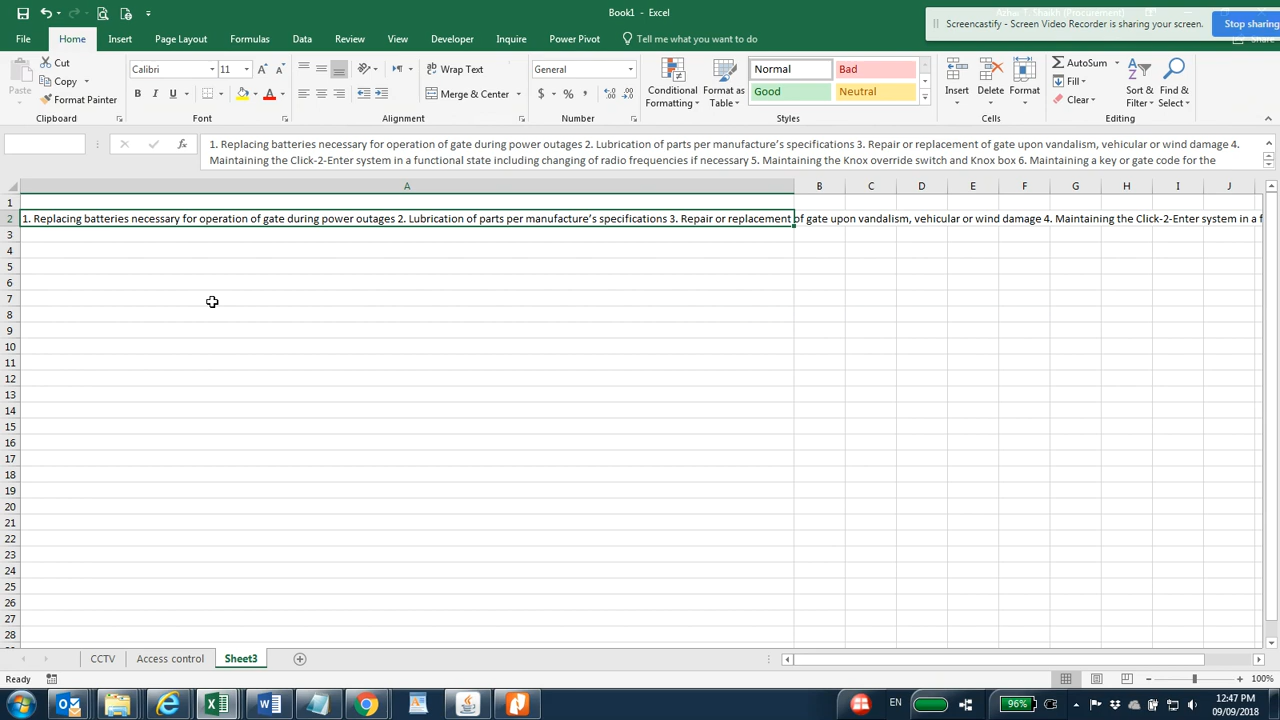 Book1 - Excel
Screencastify - Screen Video Recorder is sharing your screen.
Stop sharing
File Home Insert Page Layout Formulas Data Review View Developer Inquire Power Pivot Tell me what you want to do
Share
Paste
Cut
Copy
Format Painter
Clipboard
Calibri 11
B I U
A
Font
Wrap Text
Merge & Center
Alignment
General
$ %
Number
Conditional Formatting
Format as Table
Normal Bad
Good Neutral
Styles
Insert Delete Format
Cells
AutoSum
Fill
Clear
Sort & Filter
Find & Select
Editing
fx
1. Replacing batteries necessary for operation of gate during power outages 2. Lubrication of parts per manufacture’s specifications 3. Repair or replacement of gate upon vandalism, vehicular or wind damage 4.
Maintaining the Click-2-Enter system in a functional state including changing of radio frequencies if necessary 5. Maintaining the Knox override switch and Knox box 6. Maintaining a key or gate code for the
A B C D E F G H I J
1
2 1. Replacing batteries necessary for operation of gate during power outages 2. Lubrication of parts per manufacture’s specifications 3. Repair or replacement of gate upon vandalism, vehicular or wind damage 4. Maintaining the Click-2-Enter system in a f
3
4
5
6
7
8
9
10
11
12
13
14
15
16
17
18
19
20
21
22
23
24
25
26
27
28
CCTV Access control Sheet3
Ready
100%
EN
96%
12:47 PM
09/09/2018